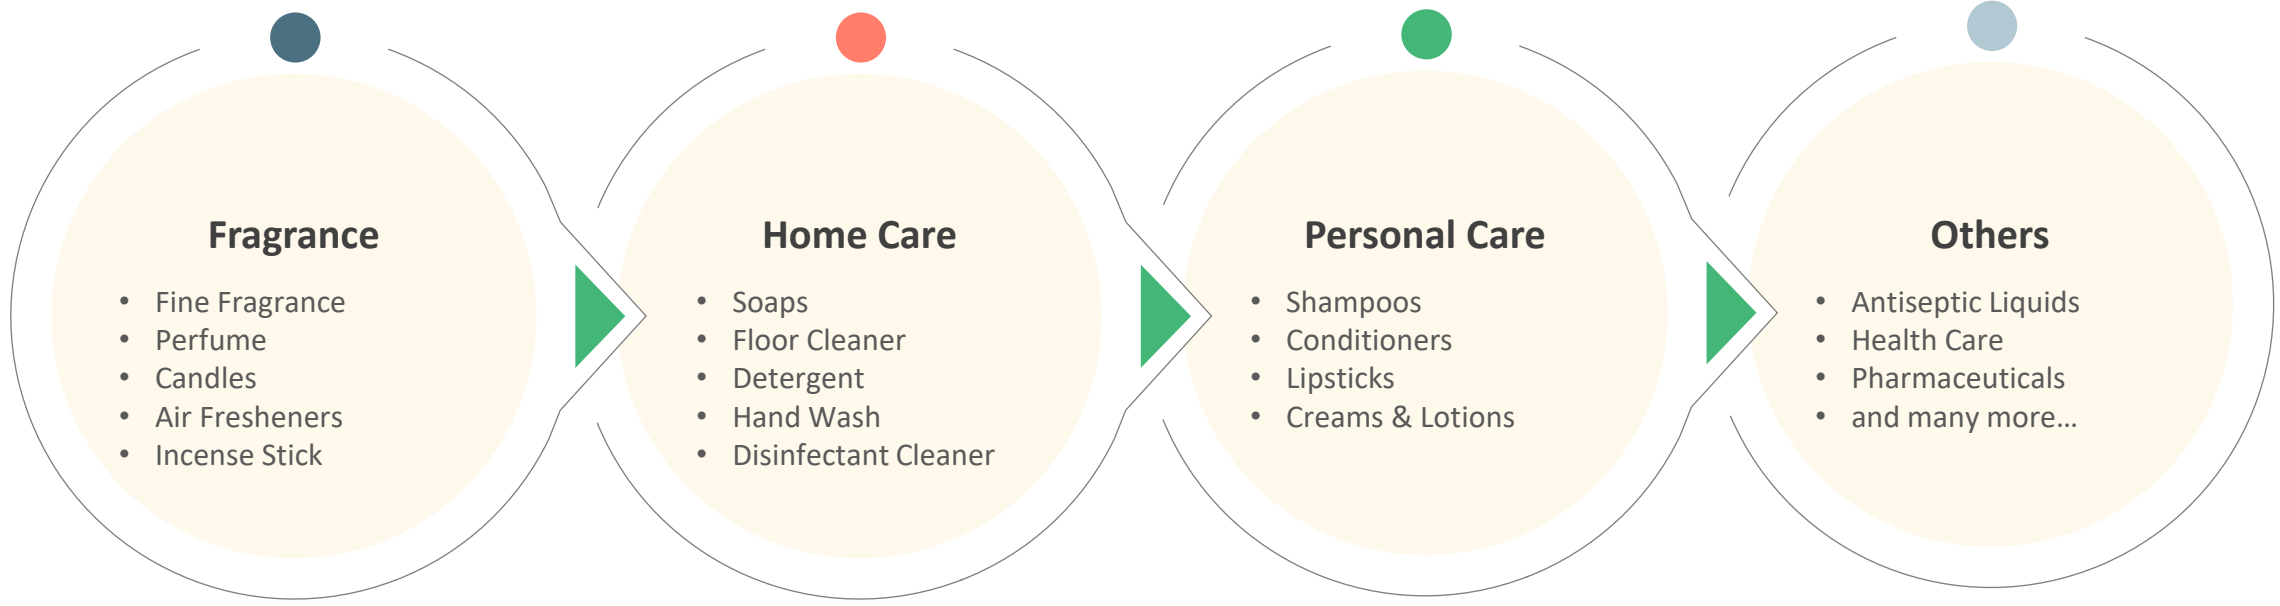 Fragrance
• Fine Fragrance
• Perfume
• Candles
• Air Fresheners
• Incense Stick
Home Care
• Soaps
• Floor Cleaner
• Detergent
• Hand Wash
• Disinfectant Cleaner
Personal Care
• Shampoos
• Conditioners
• Lipsticks
• Creams & Lotions
Others
• Antiseptic Liquids
• Health Care
• Pharmaceuticals
• and many more...